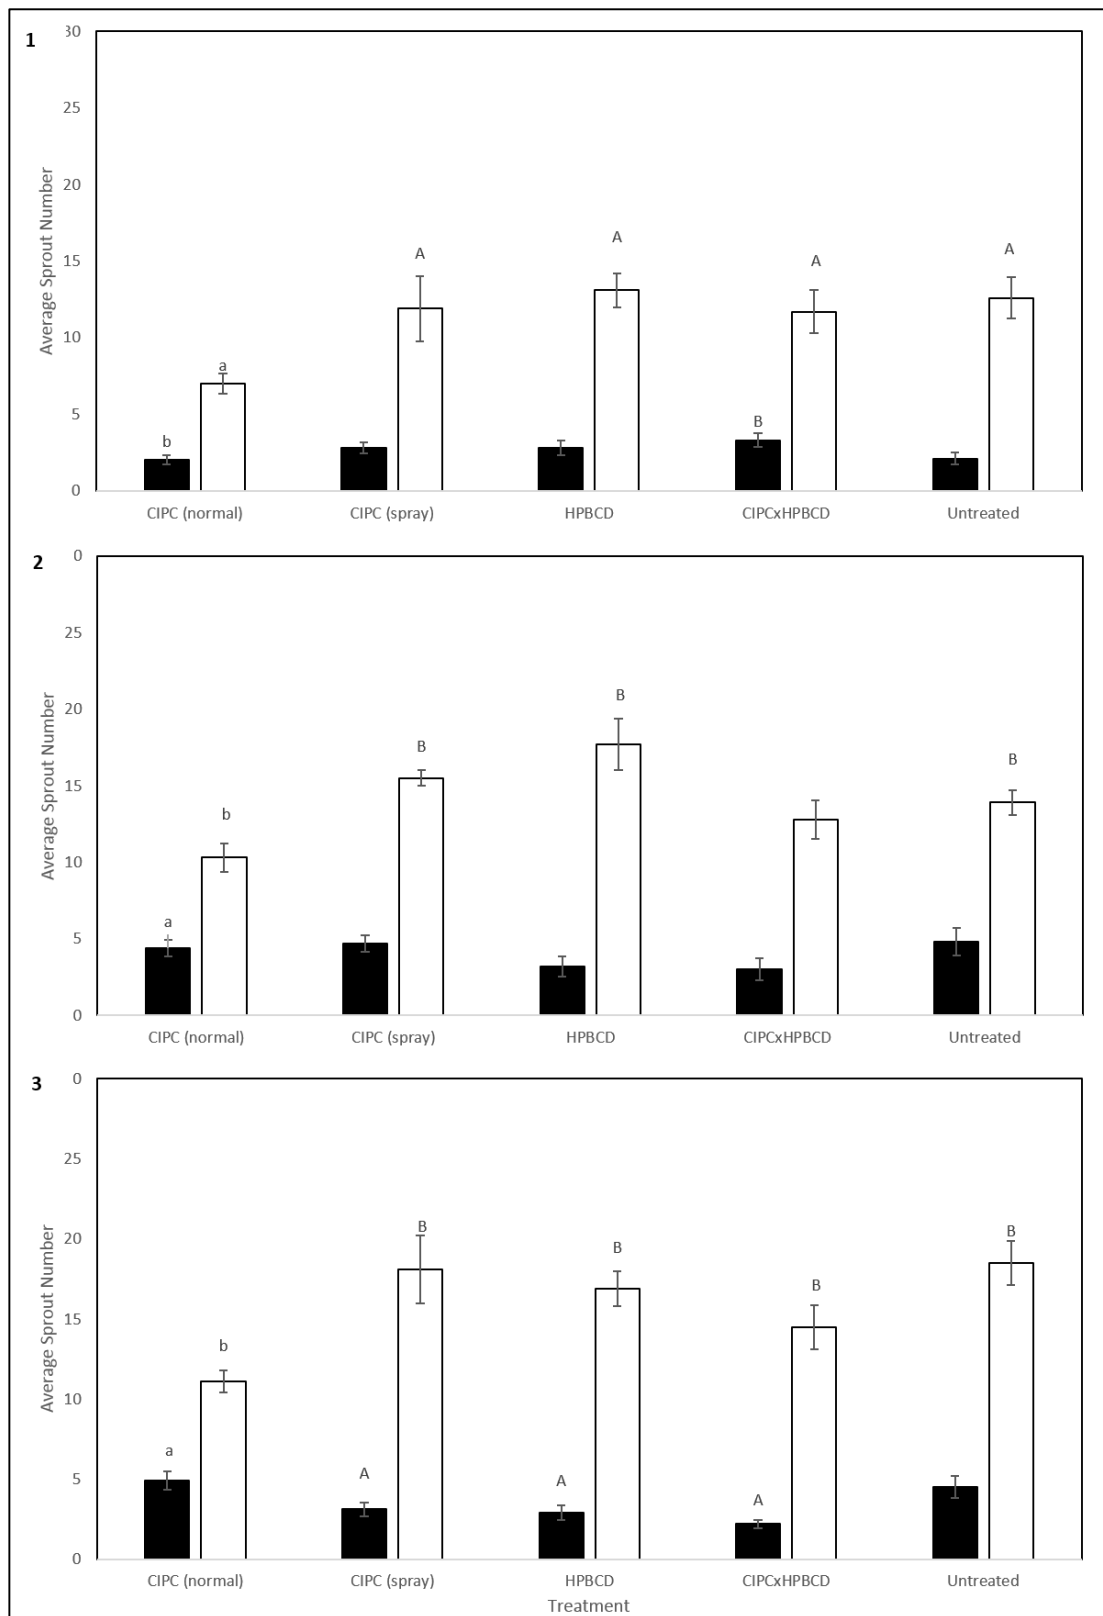 1
30
25
20
15
10
5
0
Average Sprout Number
A
A
A
A
a
b
B
CIPC (normal) CIPC (spray) HPBCD CIPCxHPBCD Untreated
2
0
25
20
15
10
5
0
Average Sprout Number
B
B
B
b
a
CIPC (normal) CIPC (spray) HPBCD CIPCxHPBCD Untreated
3
0
25
20
15
10
5
0
Average Sprout Number
B
B
B
B
b
a
A
A
A
CIPC (normal) CIPC (spray) HPBCD CIPCxHPBCD Untreated
Treatment